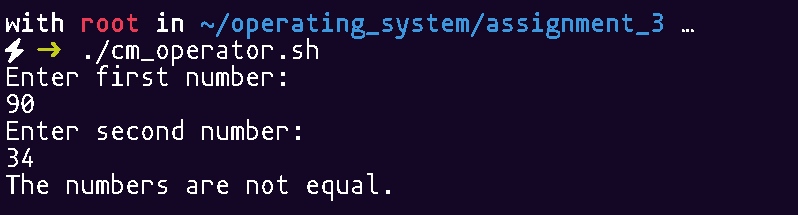 with root in ~/operating_system/assignment_3 …
⚡ → ./cm_operator.sh
Enter first number:
90
Enter second number:
34
The numbers are not equal.